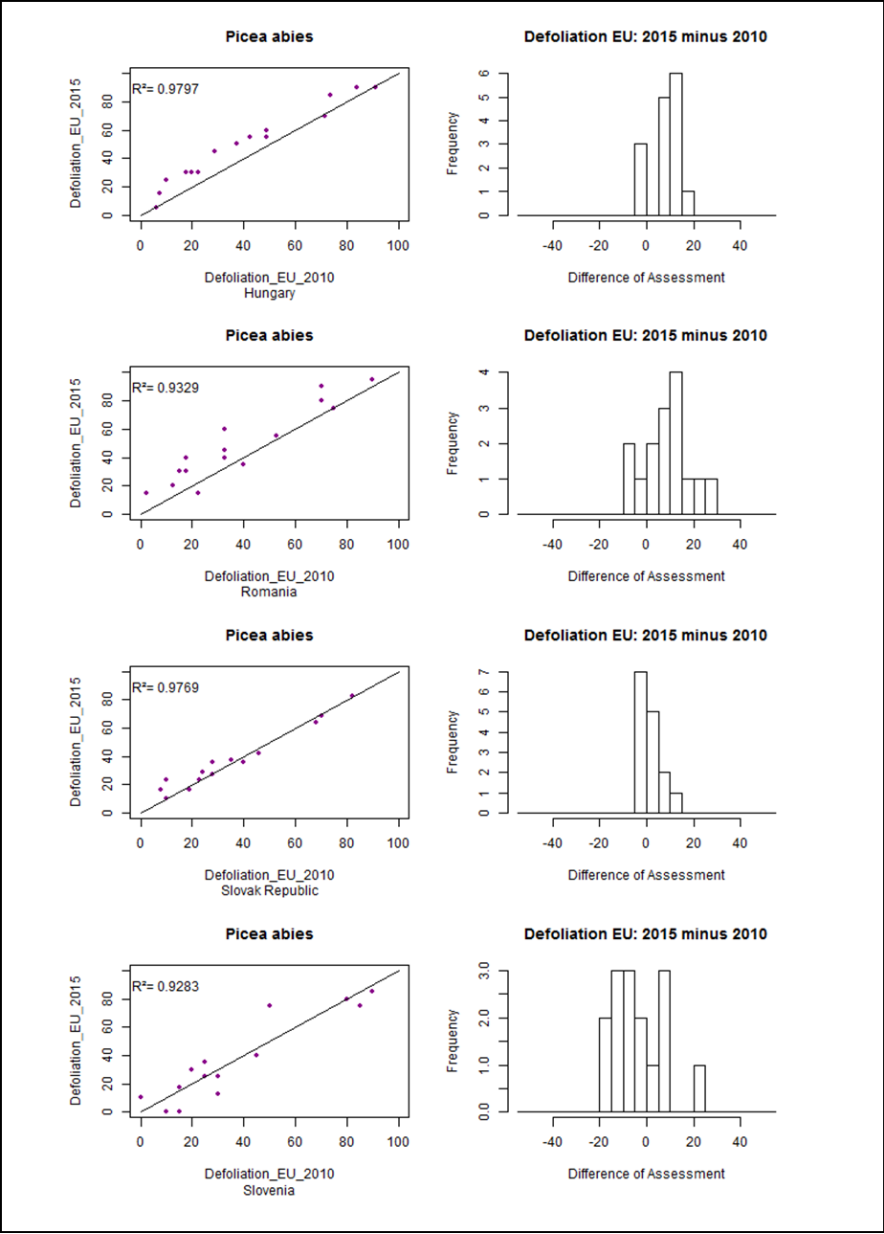 Picea abies
Defoliation_EU_2015
R²= 0.9797
80
60
40
20
0
0 20 40 60 80 100
Defoliation_EU_2010
Hungary
Defoliation EU: 2015 minus 2010
Frequency
6
5
4
3
2
1
0
-40 -20 0 20 40
Difference of Assessment
Picea abies
Defoliation_EU_2015
R²= 0.9329
80
60
40
20
0
0 20 40 60 80 100
Defoliation_EU_2010
Romania
Defoliation EU: 2015 minus 2010
Frequency
4
3
2
1
0
-40 -20 0 20 40
Difference of Assessment
Picea abies
Defoliation_EU_2015
R²= 0.9769
80
60
40
20
0
0 20 40 60 80 100
Defoliation_EU_2010
Slovak Republic
Defoliation EU: 2015 minus 2010
Frequency
7
6
5
4
3
2
1
0
-40 -20 0 20 40
Difference of Assessment
Picea abies
Defoliation_EU_2015
R²= 0.9283
80
60
40
20
0
0 20 40 60 80 100
Defoliation_EU_2010
Slovenia
Defoliation EU: 2015 minus 2010
Frequency
3.0
2.0
1.0
0.0
-40 -20 0 20 40
Difference of Assessment